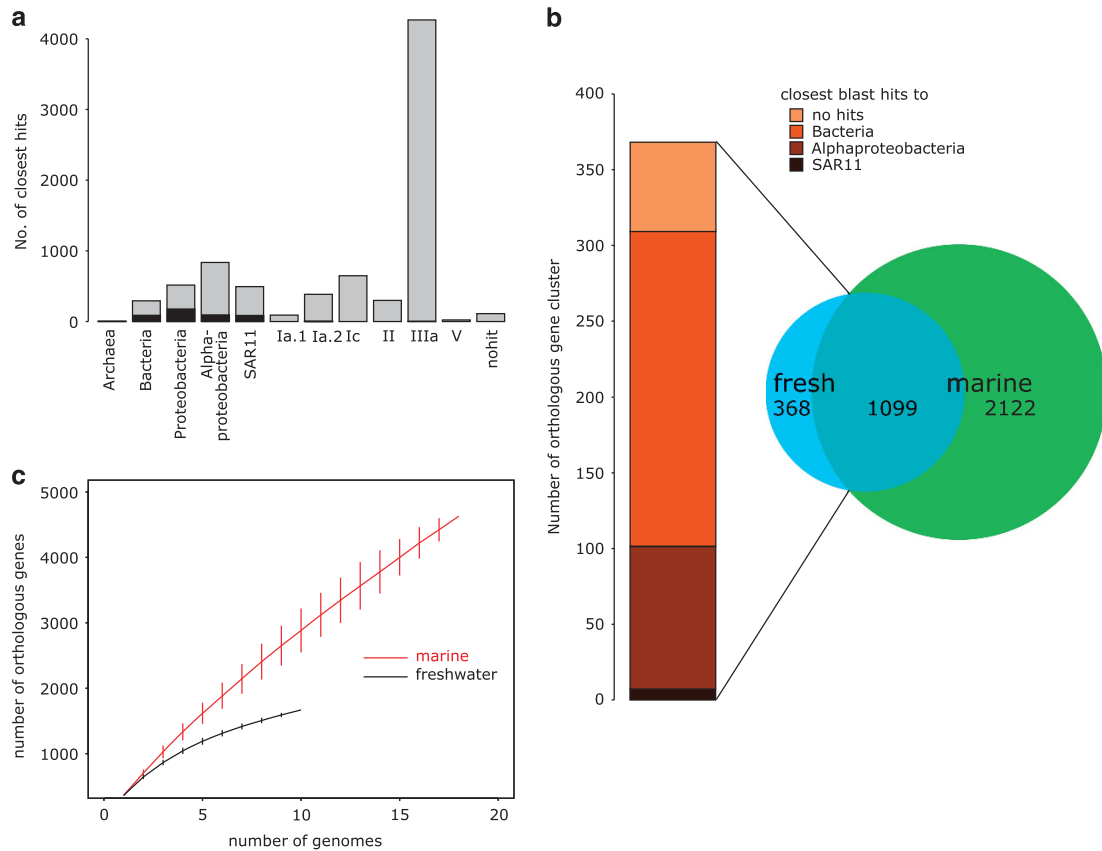 a
No. of closest hits
4000
3000
2000
1000
0
Archaea
Bacteria
Proteobacteria
Alpha-
proteobacteria
SAR11
Ia.1
Ia.2
Ic
II
IIIa
V
nohit
b
Number of orthologous gene cluster
400
350
300
250
200
150
100
50
0
closest blast hits to
no hits
Bacteria
Alphaproteobacteria
SAR11
fresh
368
1099
marine
2122
c
number of orthologous genes
5000
4000
3000
2000
1000
marine
freshwater
0
5
10
15
20
number of genomes